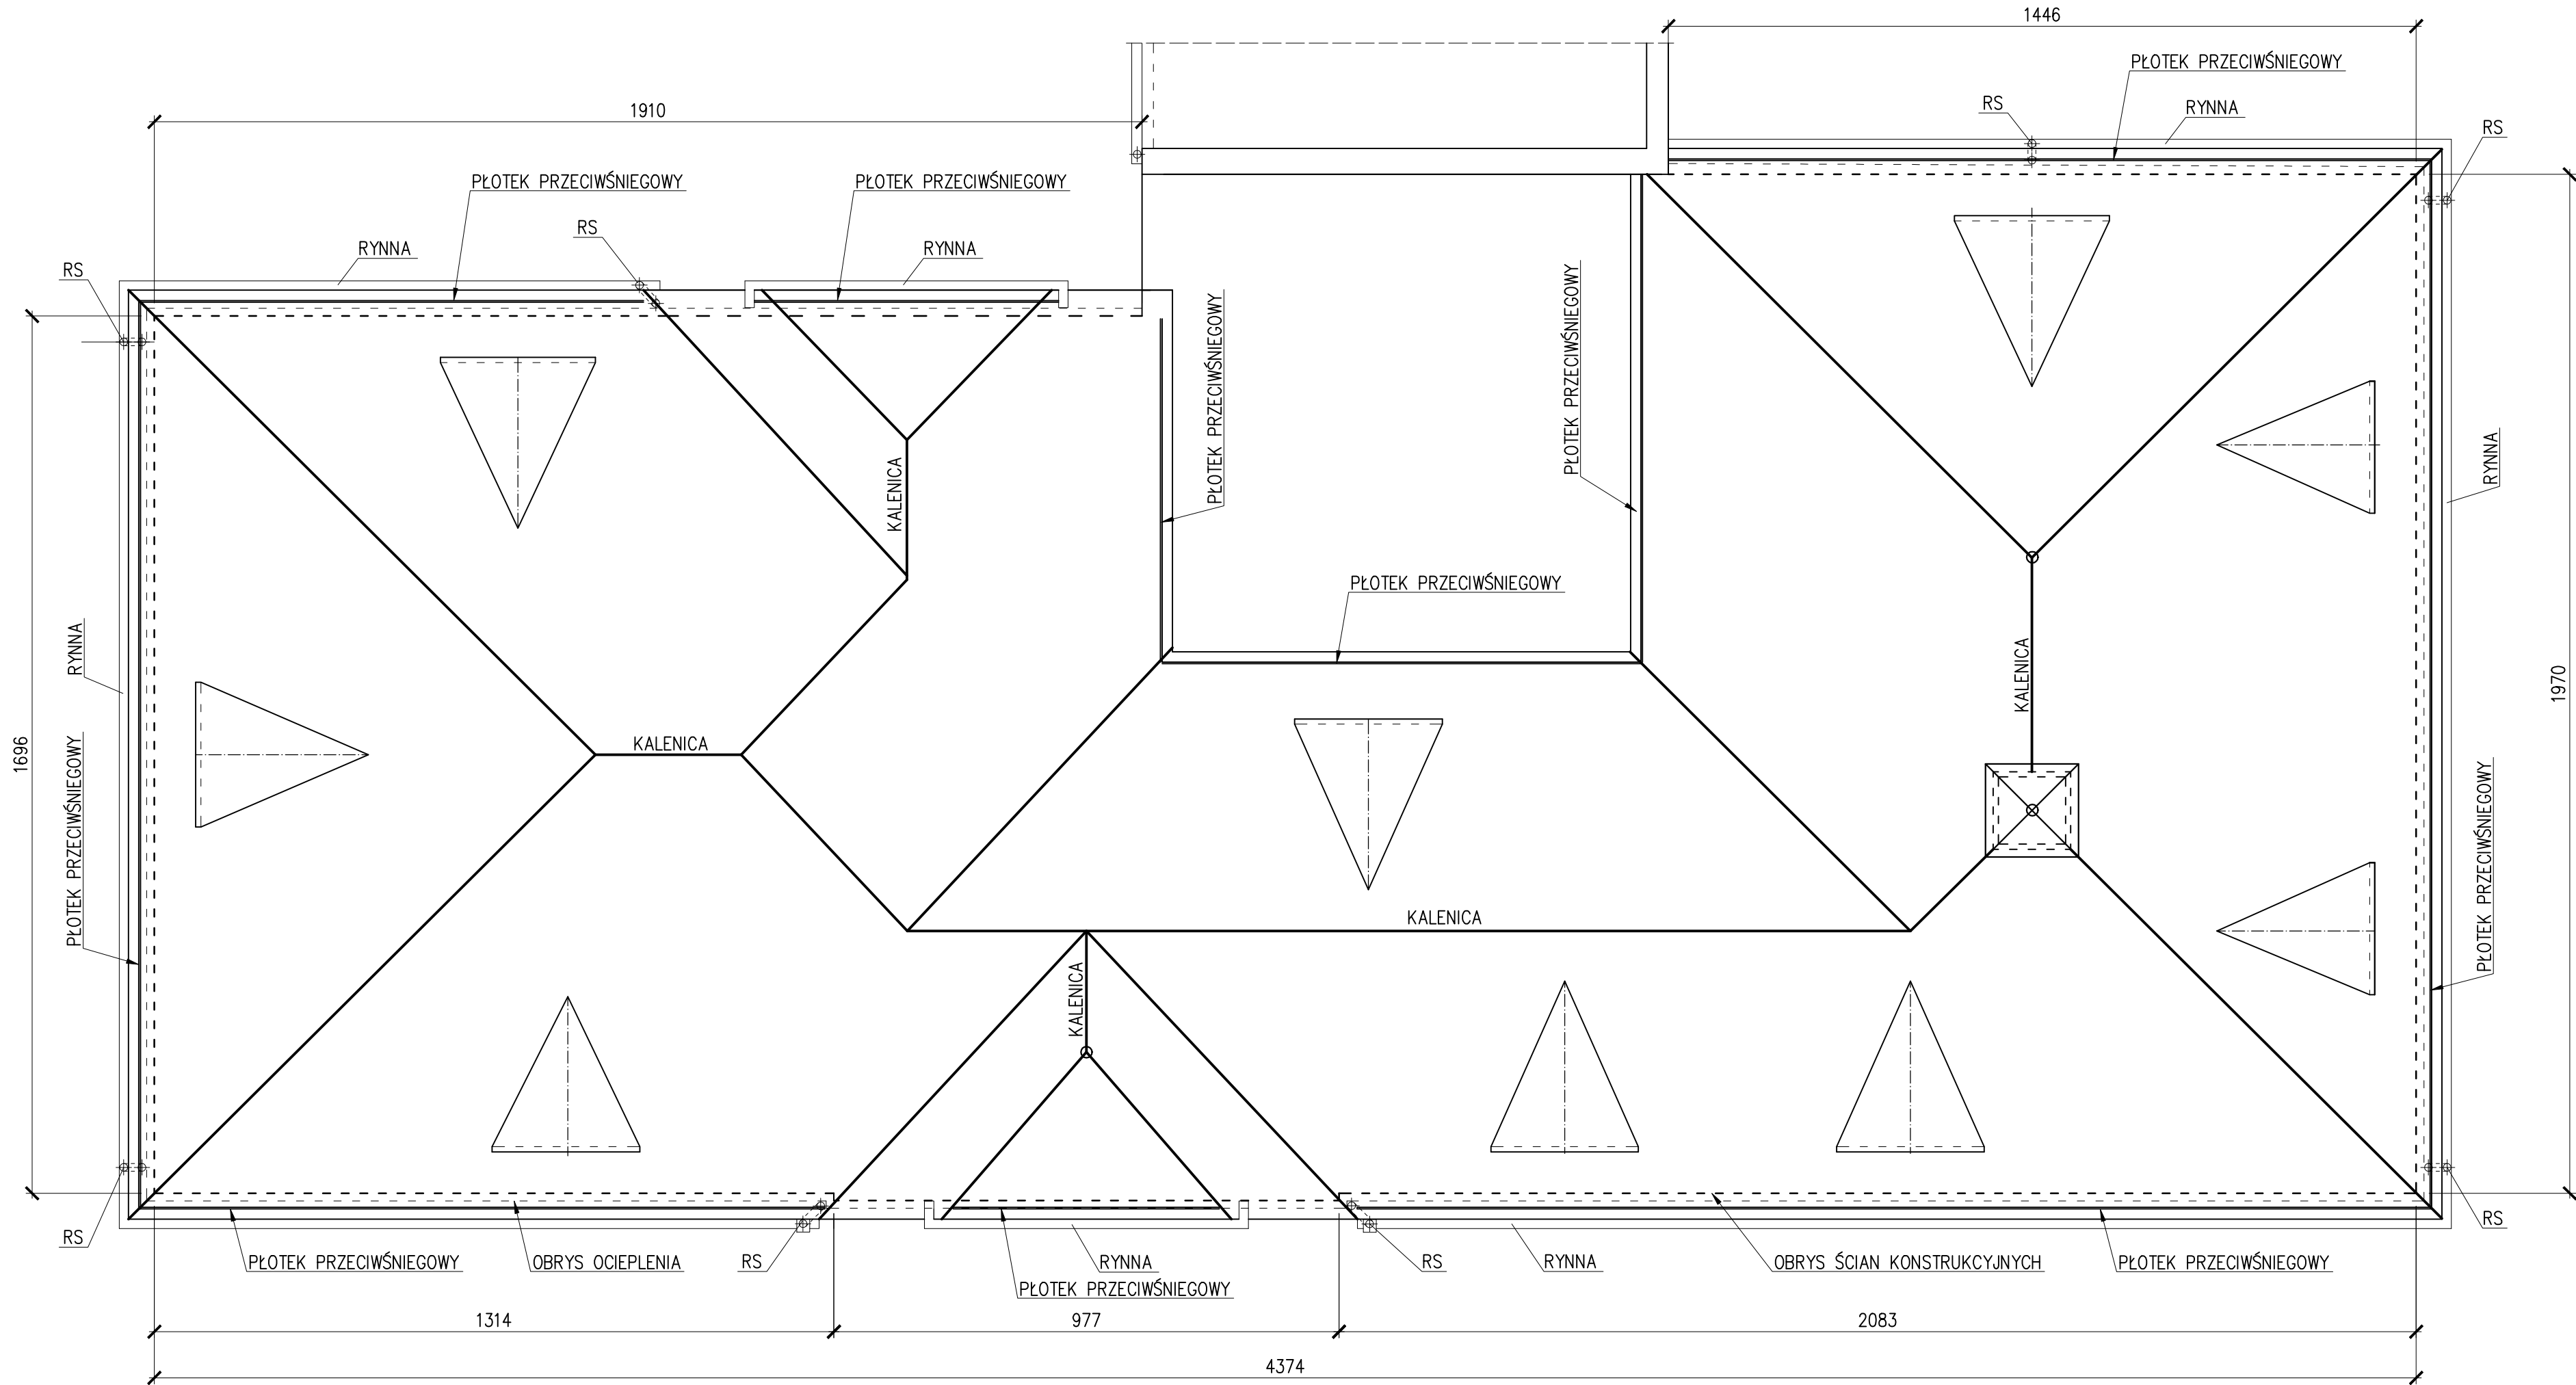 1446
PŁOTEK PRZECIWŚNIEGOWY
RS
RYNNA
RS
1910
PŁOTEK PRZECIWŚNIEGOWY
PŁOTEK PRZECIWŚNIEGOWY
RS
RYNNA
RYNNA
RS
PŁOTEK PRZECIWŚNIEGOWY
PŁOTEK PRZECIWŚNIEGOWY
KALENICA
RYNNA
PŁOTEK PRZECIWŚNIEGOWY
RYNNA
KALENICA
1970
KALENICA
1696
PŁOTEK PRZECIWŚNIEGOWY
PŁOTEK PRZECIWŚNIEGOWY
KALENICA
KALENICA
RS
RS
PŁOTEK PRZECIWŚNIEGOWY
OBRYS OCIEPLENIA
RS
RYNNA
PŁOTEK PRZECIWŚNIEGOWY
RS
RYNNA
OBRYS ŚCIAN KONSTRUKCYJNYCH
PŁOTEK PRZECIWŚNIEGOWY
1314
977
2083
4374